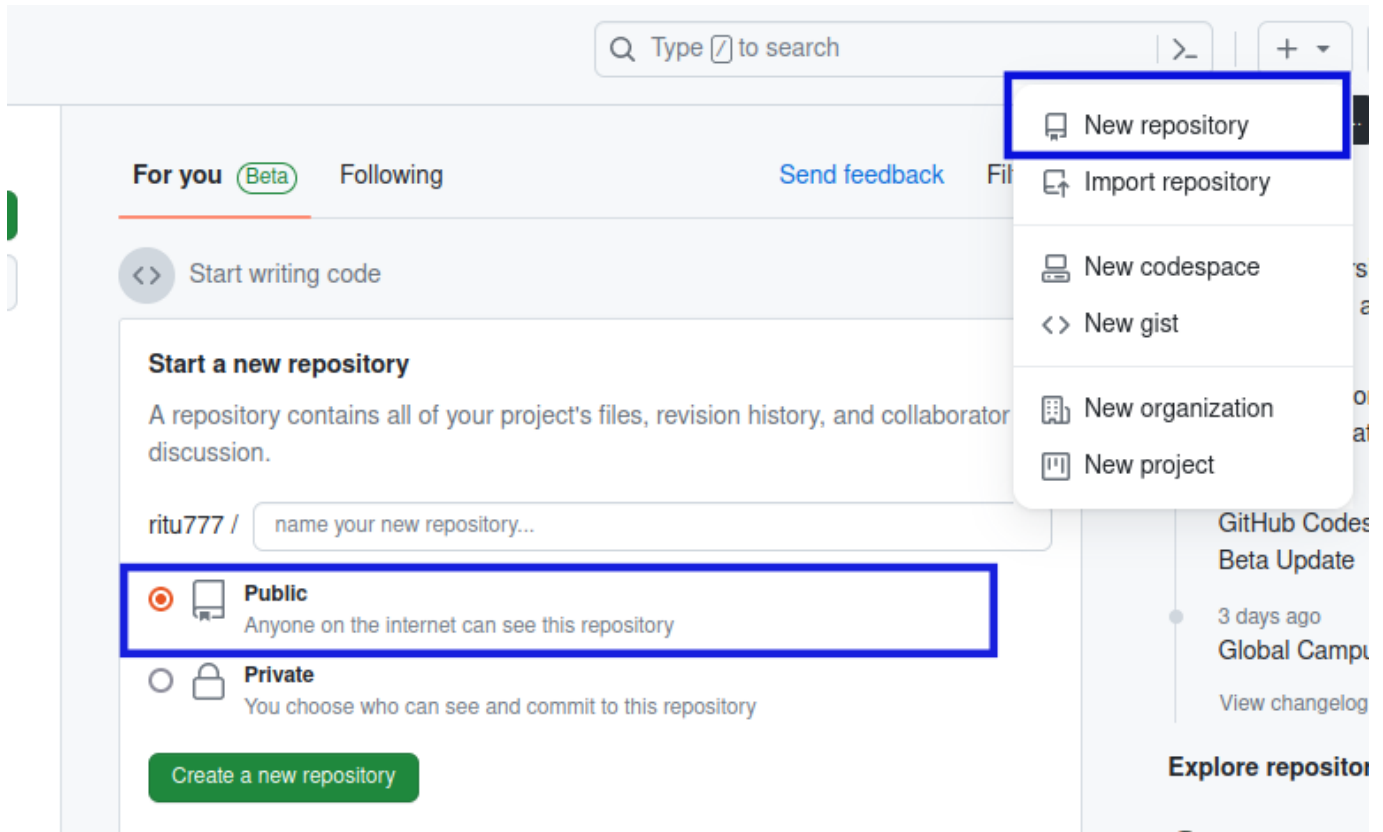 Type / to search
New repository
Import repository
New codespace
New gist
New organization
New project
For you Beta Following Send feedback
Start writing code
Start a new repository
A repository contains all of your project's files, revision history, and collaborator
discussion.
ritu777 / name your new repository...
Public
Anyone on the internet can see this repository
Private
You choose who can see and commit to this repository
Create a new repository
GitHub Codes
Beta Update
3 days ago
Global Campu
View changelog
Explore repositor